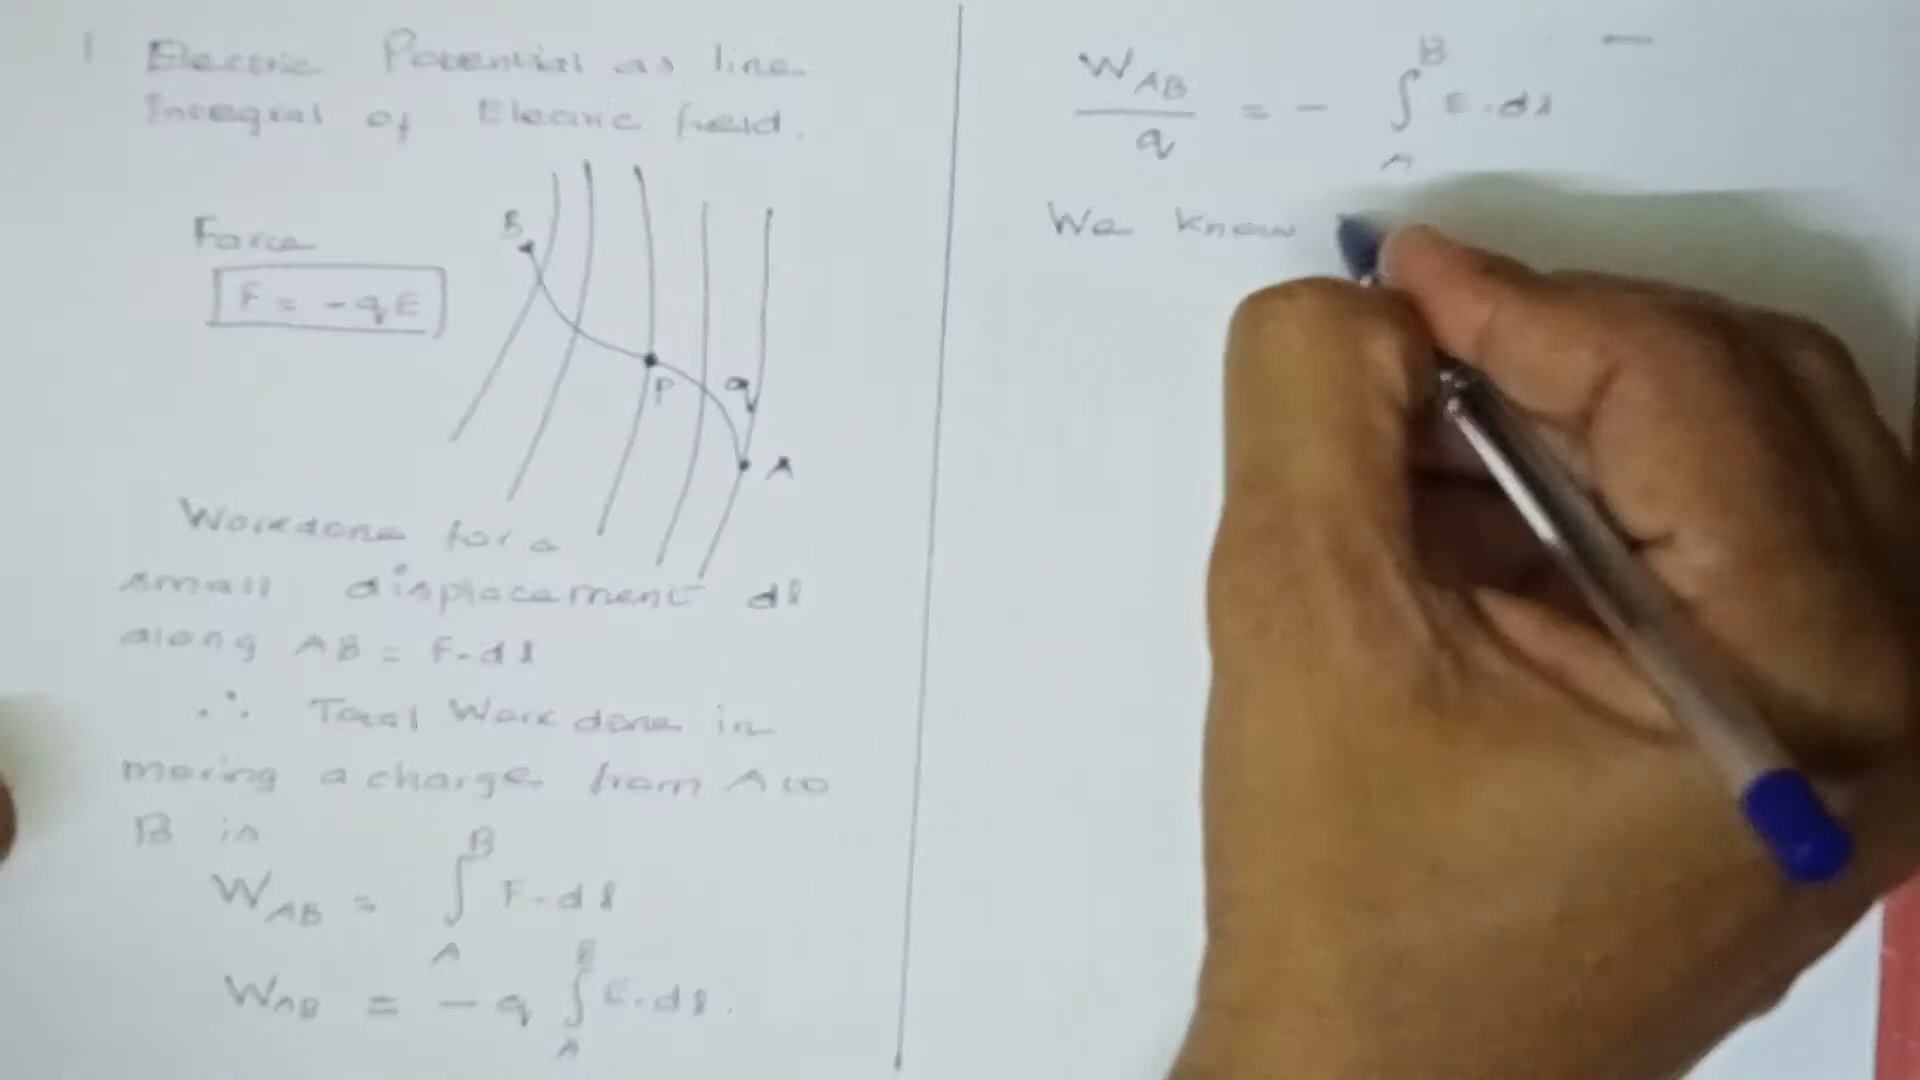 1 Electric Potential as line
Integral of Electric field.
Force
F = -qE
B
P
q
A
Workdone for a
small displacement dl
along AB = F.dl
∴ Total Work done in
moving a charge from A to
B is
W_AB = ∫_A^B F.dl
W_AB = -q ∫_A^B E.dl.
W_AB / q = - ∫_A^B E.dl
We know